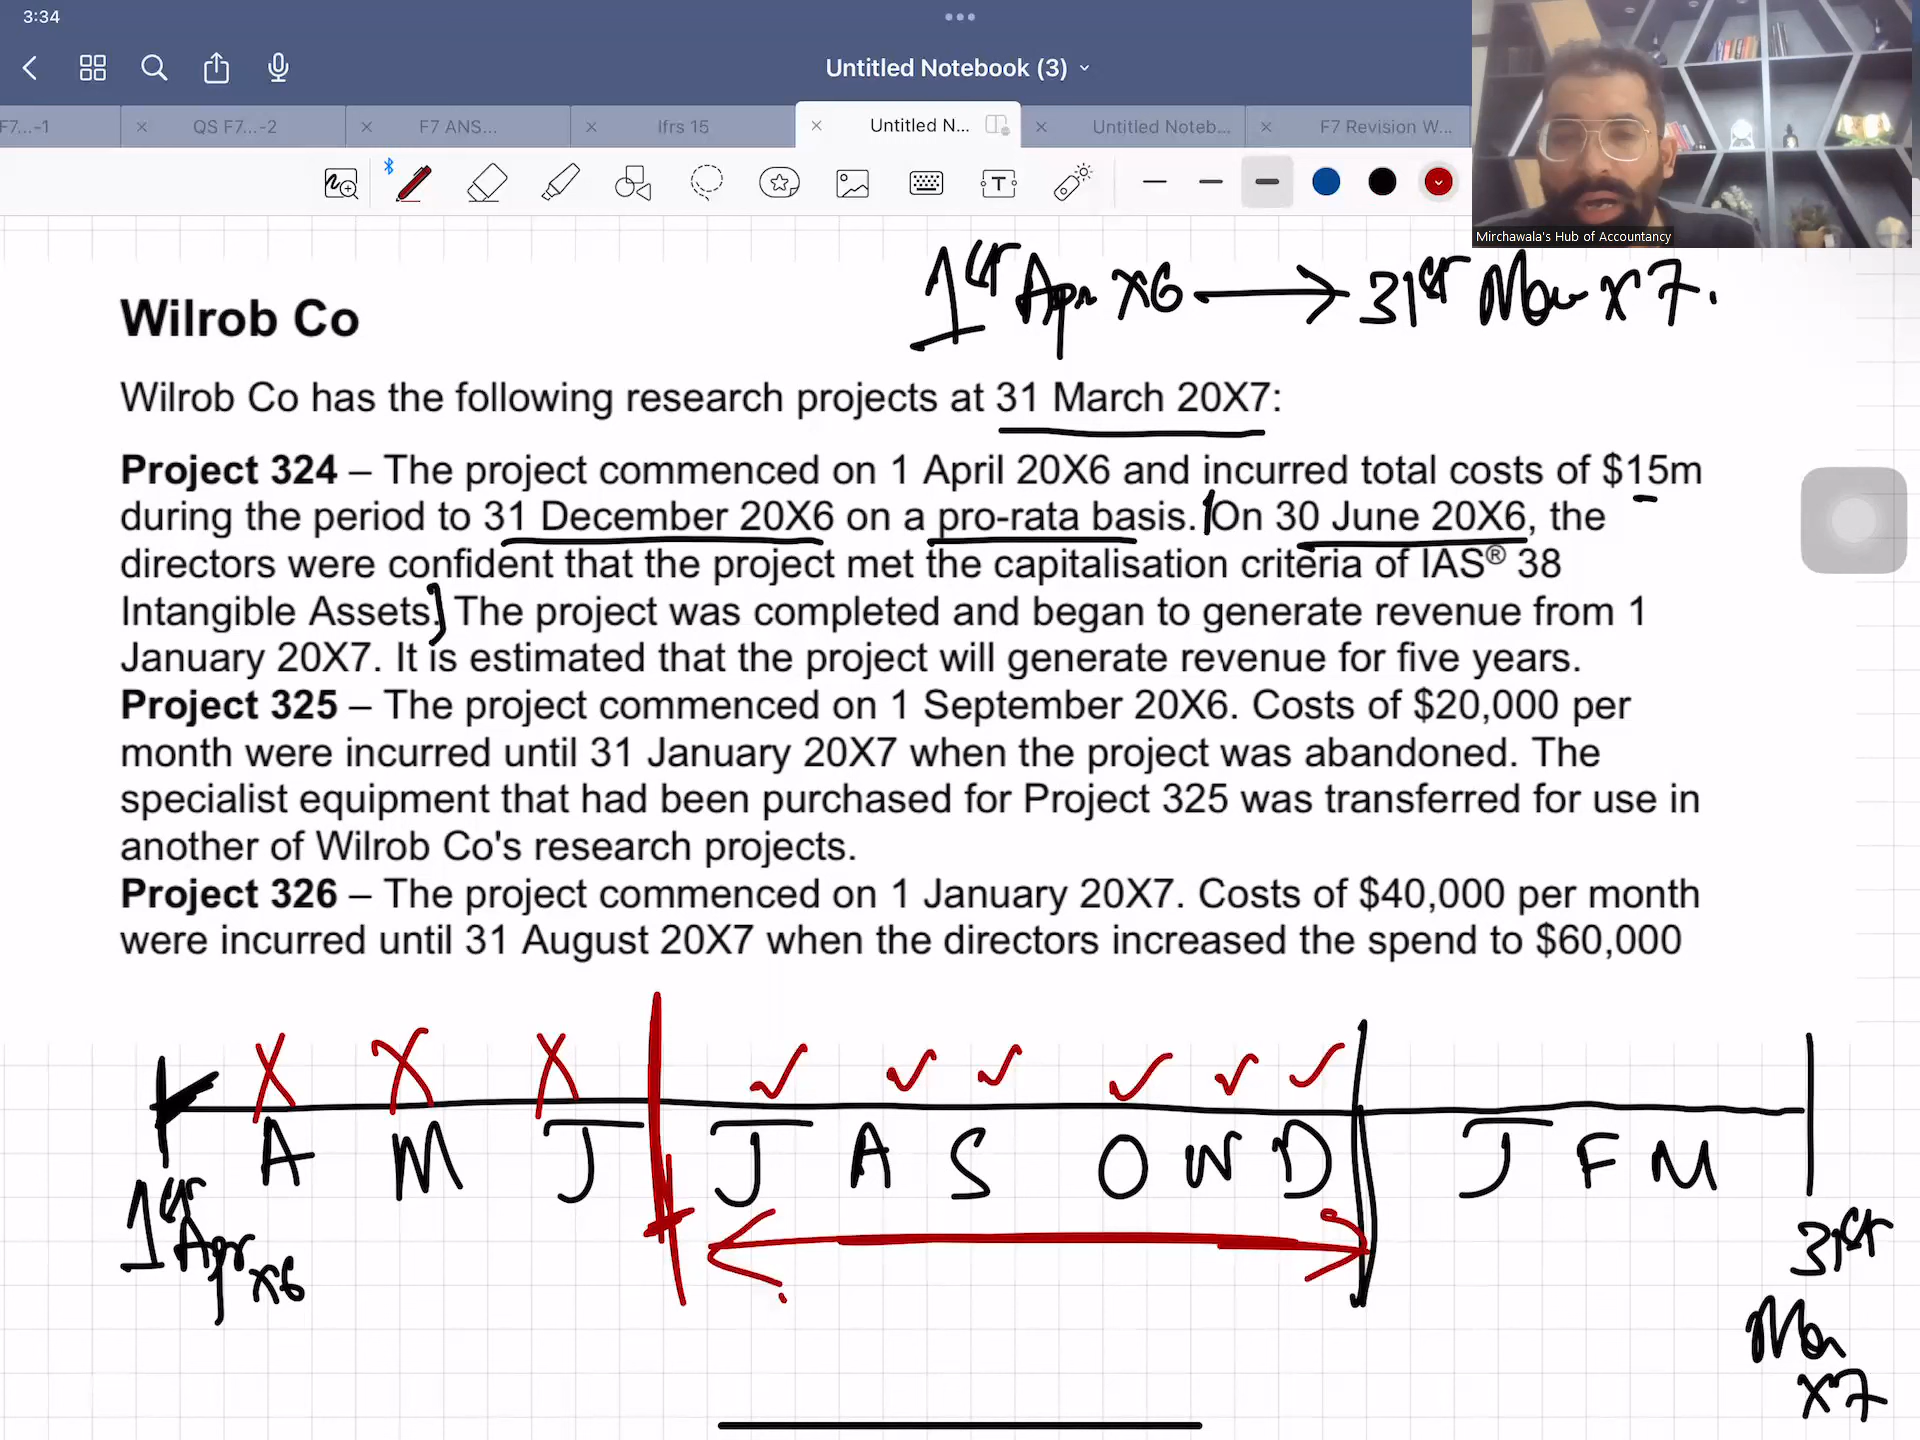 3:34
Untitled Notebook (3)
F7...-1
QS F7...-2
F7 ANS...
Ifrs 15
Untitled N...
Untitled Noteb...
F7 Revision W...
T
Mirchawala's Hub of Accountancy
1st Apr x6 → 31st Mar x7.
Wilrob Co
Wilrob Co has the following research projects at 31 March 20X7:
Project 324 – The project commenced on 1 April 20X6 and incurred total costs of $15m
during the period to 31 December 20X6 on a pro-rata basis. On 30 June 20X6, the
directors were confident that the project met the capitalisation criteria of IAS® 38
Intangible Assets. The project was completed and began to generate revenue from 1
January 20X7. It is estimated that the project will generate revenue for five years.
Project 325 – The project commenced on 1 September 20X6. Costs of $20,000 per
month were incurred until 31 January 20X7 when the project was abandoned. The
specialist equipment that had been purchased for Project 325 was transferred for use in
another of Wilrob Co's research projects.
Project 326 – The project commenced on 1 January 20X7. Costs of $40,000 per month
were incurred until 31 August 20X7 when the directors increased the spend to $60,000
X X X ✓ ✓ ✓ ✓ ✓ ✓
A M J J A S O N D J F M
1st Apr x6
31st Mar x7